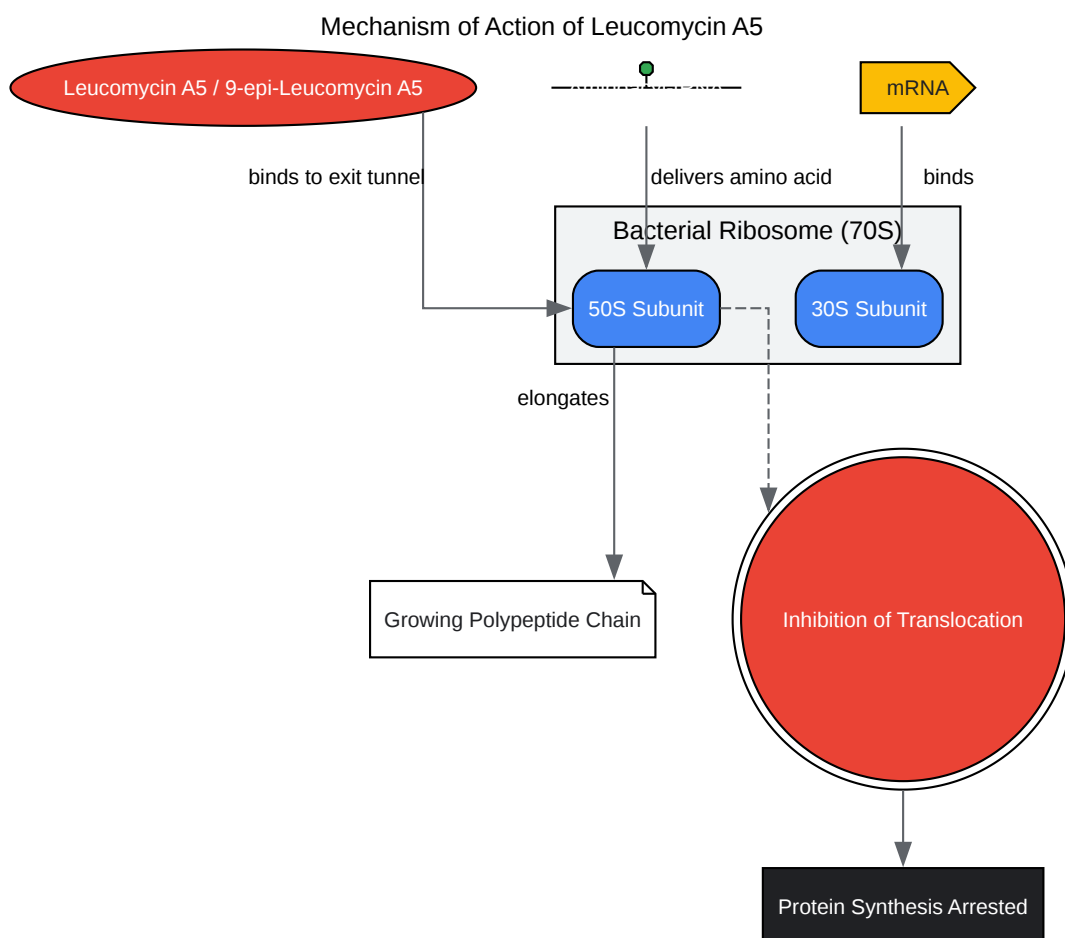 Mechanism of Action of Leucomycin A5
Leucomycin A5 / 9-epi-Leucomycin A5
mRNA
binds to exit tunnel
delivers amino acid
binds
Bacterial Ribosome (70S)
50S Subunit
30S Subunit
elongates
Growing Polypeptide Chain
Inhibition of Translocation
Protein Synthesis Arrested